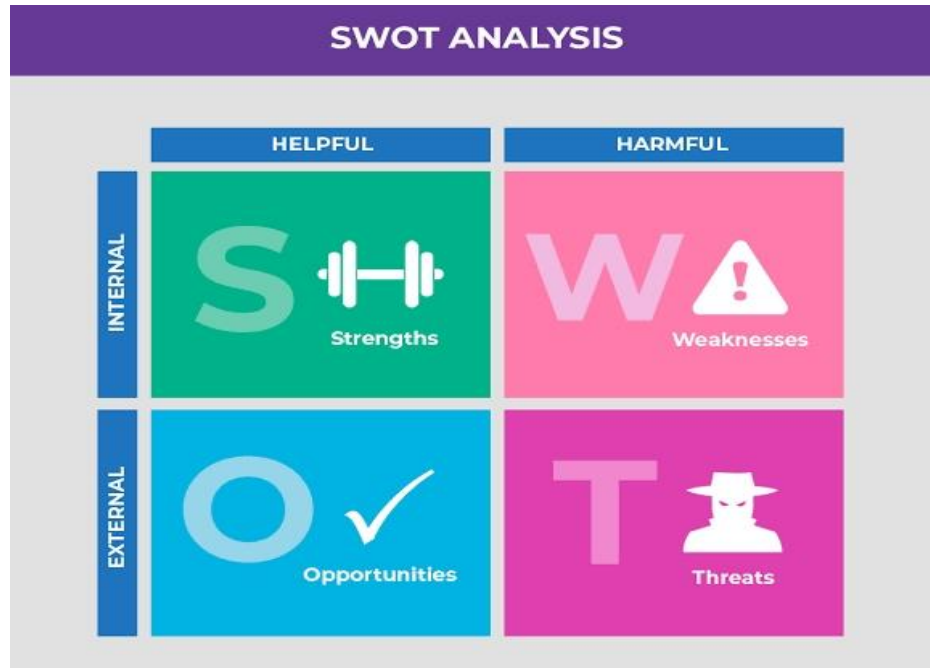 SWOT ANALYSIS
HELPFUL
HARMFUL
INTERNAL
S
Strengths
W
Weaknesses
EXTERNAL
O
Opportunities
T
Threats